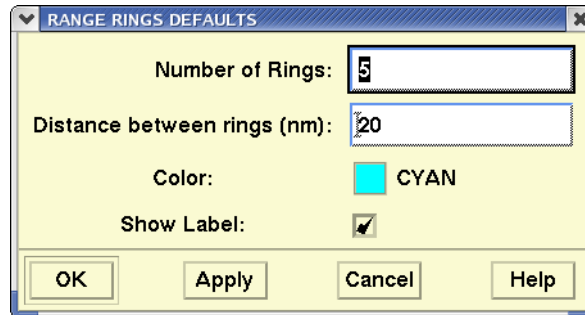 RANGE RINGS DEFAULTS
Number of Rings: 5
Distance between rings (nm): 20
Color: CYAN
Show Label:
OK Apply Cancel Help